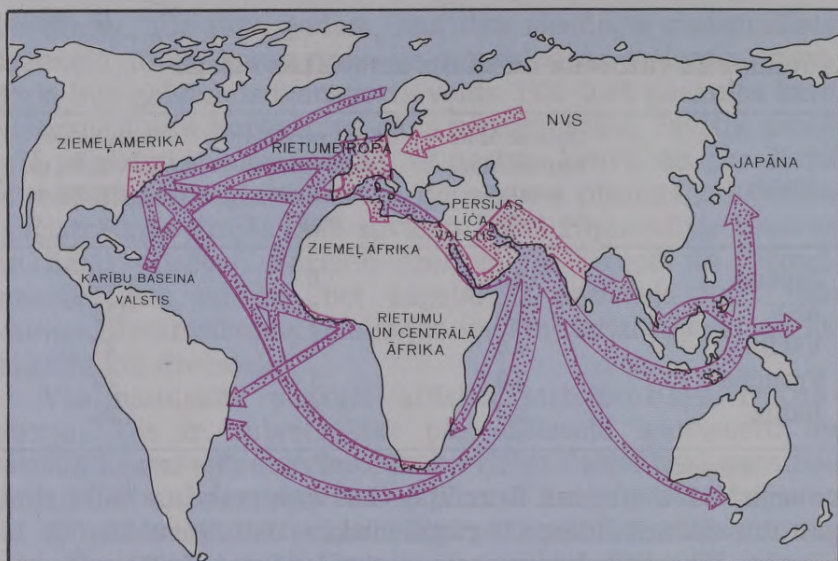 ZIEMEĻAMERIKA
RIETUMEIROPA
NVS
JAPĀNA
PERSIJAS
LĪČA
VALSTIS
ZIEMEĻĀFRIKA
KARĪBU BASEINA
VALSTIS
RIETUMU
UN CENTRĀLĀ
ĀFRIKA